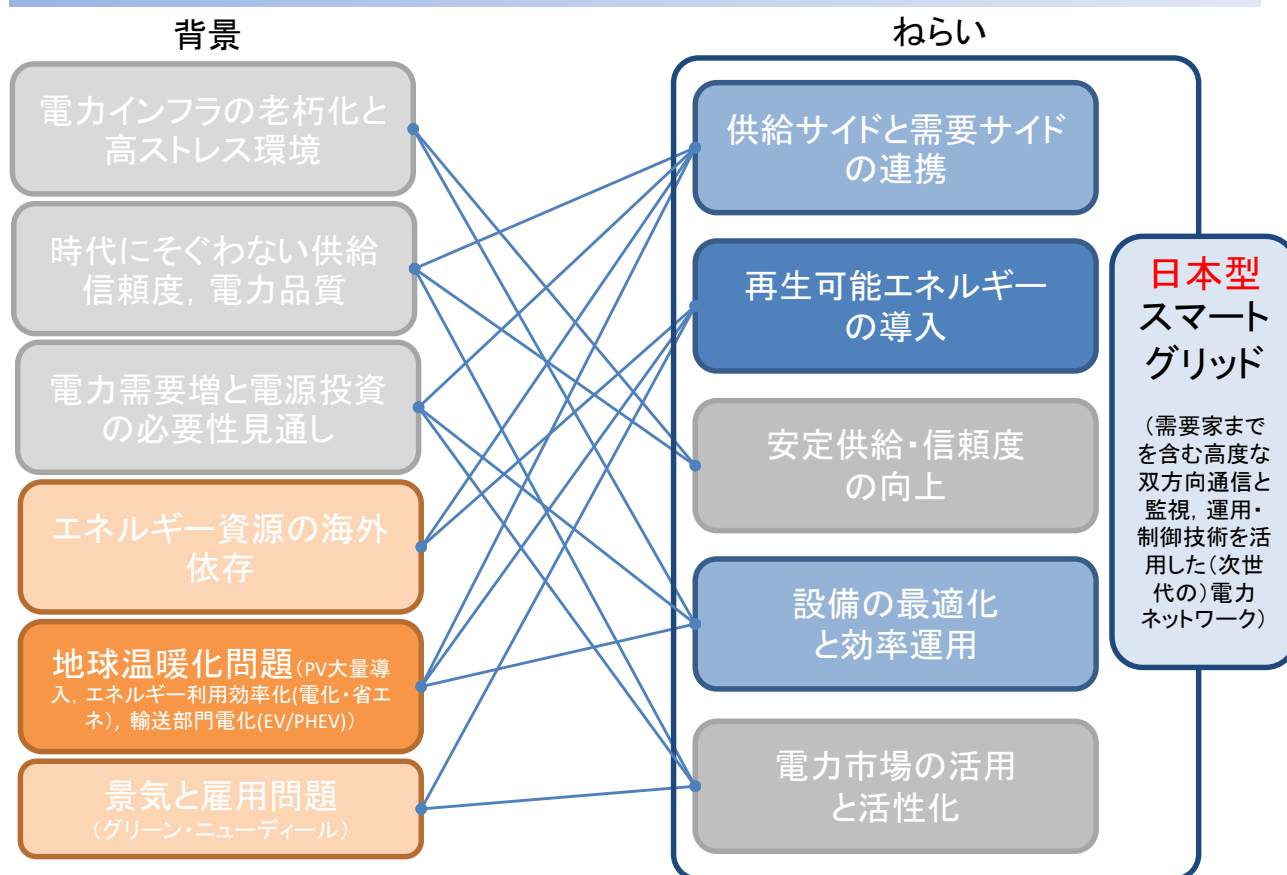 背景
電力インフラの老朽化と
高ストレス環境
時代にそぐわない供給
信頼度, 電力品質
電力需要増と電源投資
の必要性見通し
エネルギー資源の海外
依存
地球温暖化問題(PV大量導
入, エネルギー利用効率化(電化・省エ
ネ), 輸送部門電化(EV/PHEV))
景気と雇用問題
(グリーン・ニューディール)
ねらい
供給サイドと需要サイド
の連携
再生可能エネルギー
の導入
安定供給・信頼度
の向上
設備の最適化
と効率運用
電力市場の活用
と活性化
日本型
スマート
グリッド
(需要家まで
を含む高度な
双方向通信と
監視, 運用・
制御技術を活
用した(次世
代の)電力
ネットワーク)